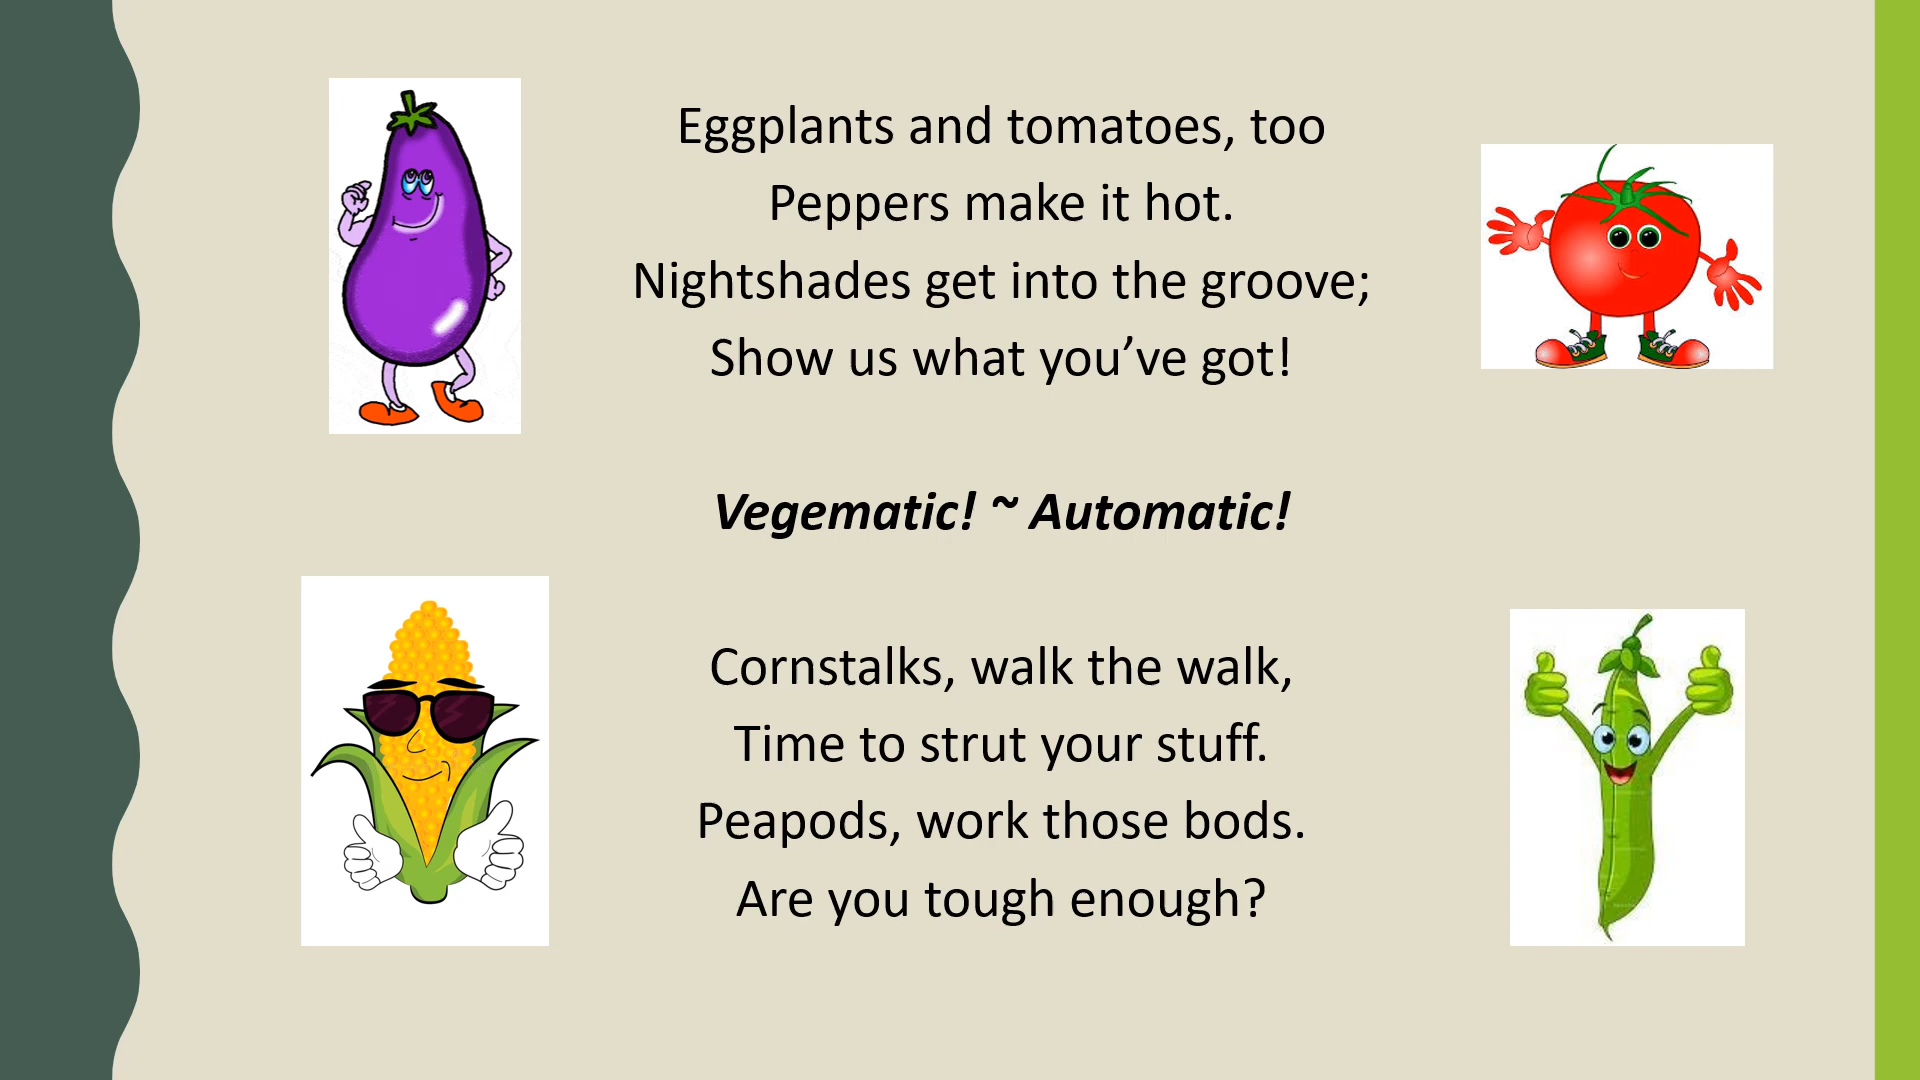 Eggplants and tomatoes, too
Peppers make it hot.
Nightshades get into the groove;
Show us what you’ve got!
Vegematic! ~ Automatic!
Cornstalks, walk the walk,
Time to strut your stuff.
Peapods, work those bods.
Are you tough enough?